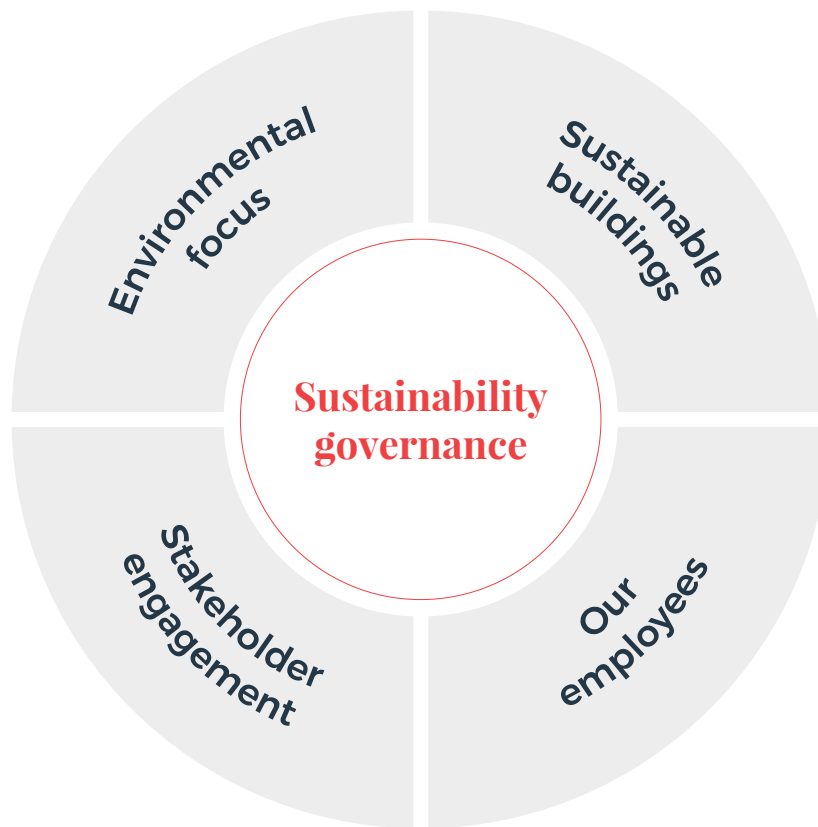 Environmental
focus
Sustainable
buildings
Sustainability
governance
Stakeholder
engagement
Our
employees